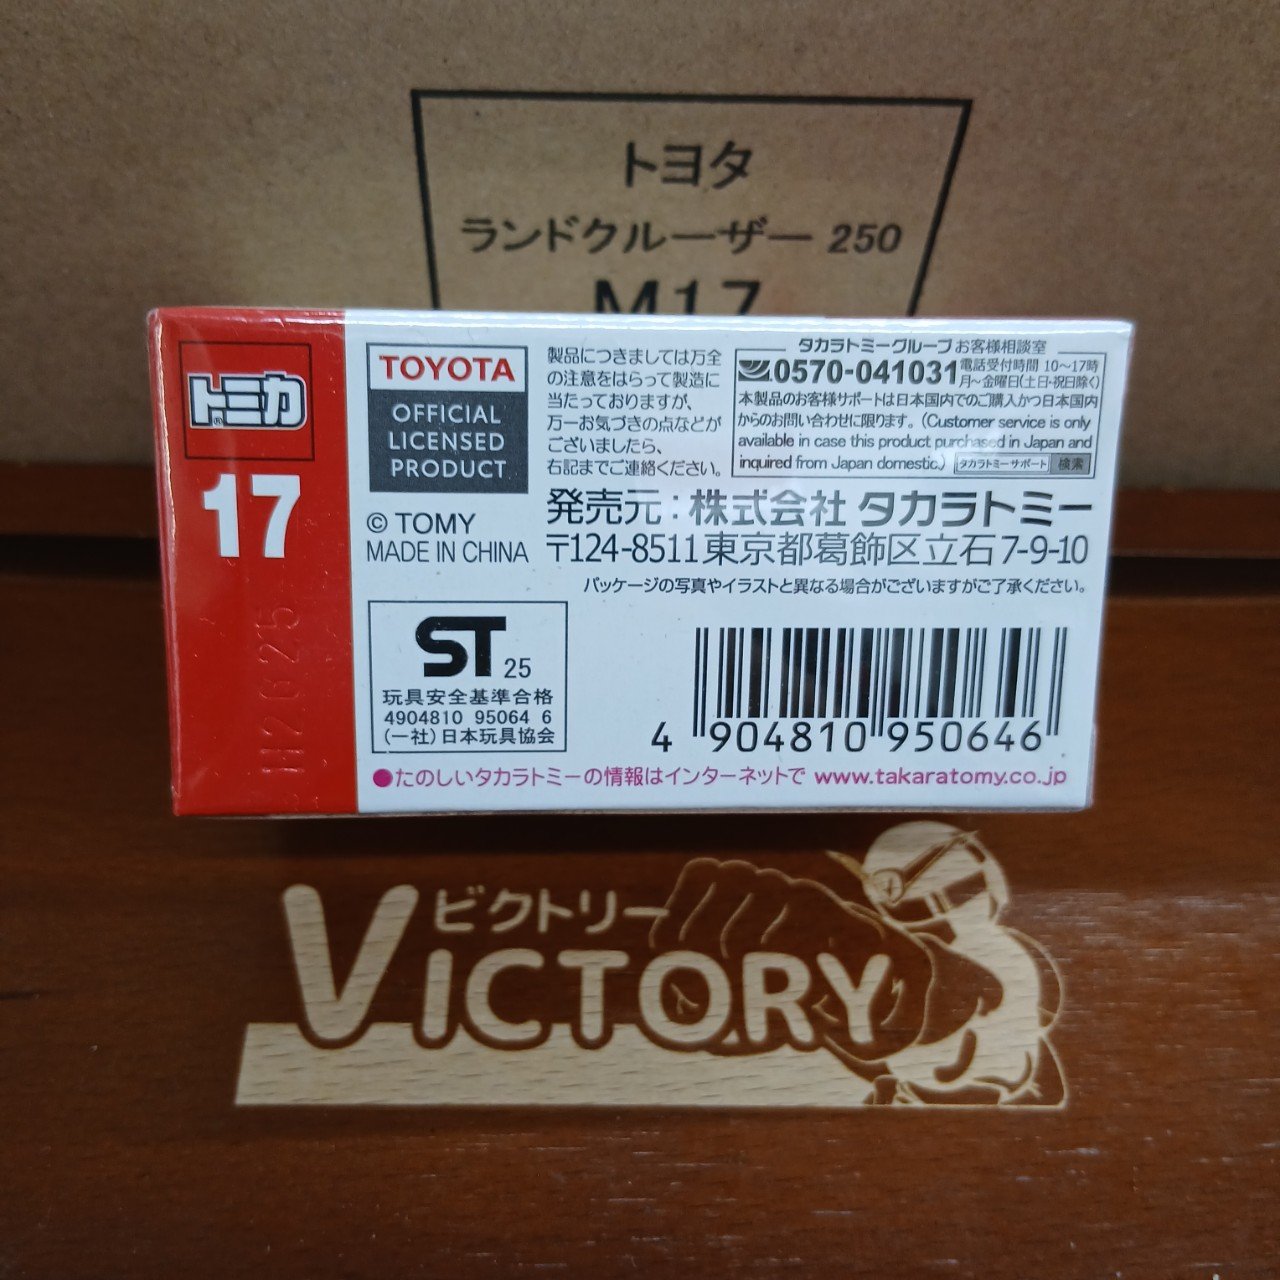 トヨタ
ランドクルーザー 250
M17
トミカ
®
17
TOYOTA
OFFICIAL
LICENSED
PRODUCT
© TOMY
MADE IN CHINA
製品につきましては万全
の注意をはらって製造に
当たっておりますが、
万一お気づきの点などが
ございましたら、
右記までご連絡ください。
タカラトミーグループお客様相談室
0570-041031 電話受付時間 10〜17時
月〜金曜日(土日・祝日除く)
本製品のお客様サポートは日本国内でのご購入かつ日本国内
からのお問い合わせに限ります。(Customer service is only
available in case this product purchased in Japan and
inquired from Japan domestic.) タカラトミーサポート 検索
発売元：株式会社 タカラトミー
〒124-8511 東京都葛飾区立石7-9-10
パッケージの写真やイラストと異なる場合がございますがご了承ください。
ST 25
玩具安全基準合格
4904810 95064 6
(一社)日本玩具協会
4 904810 950646
●たのしいタカラトミーの情報はインターネットで www.takaratomy.co.jp
ビクトリー
VICTORY